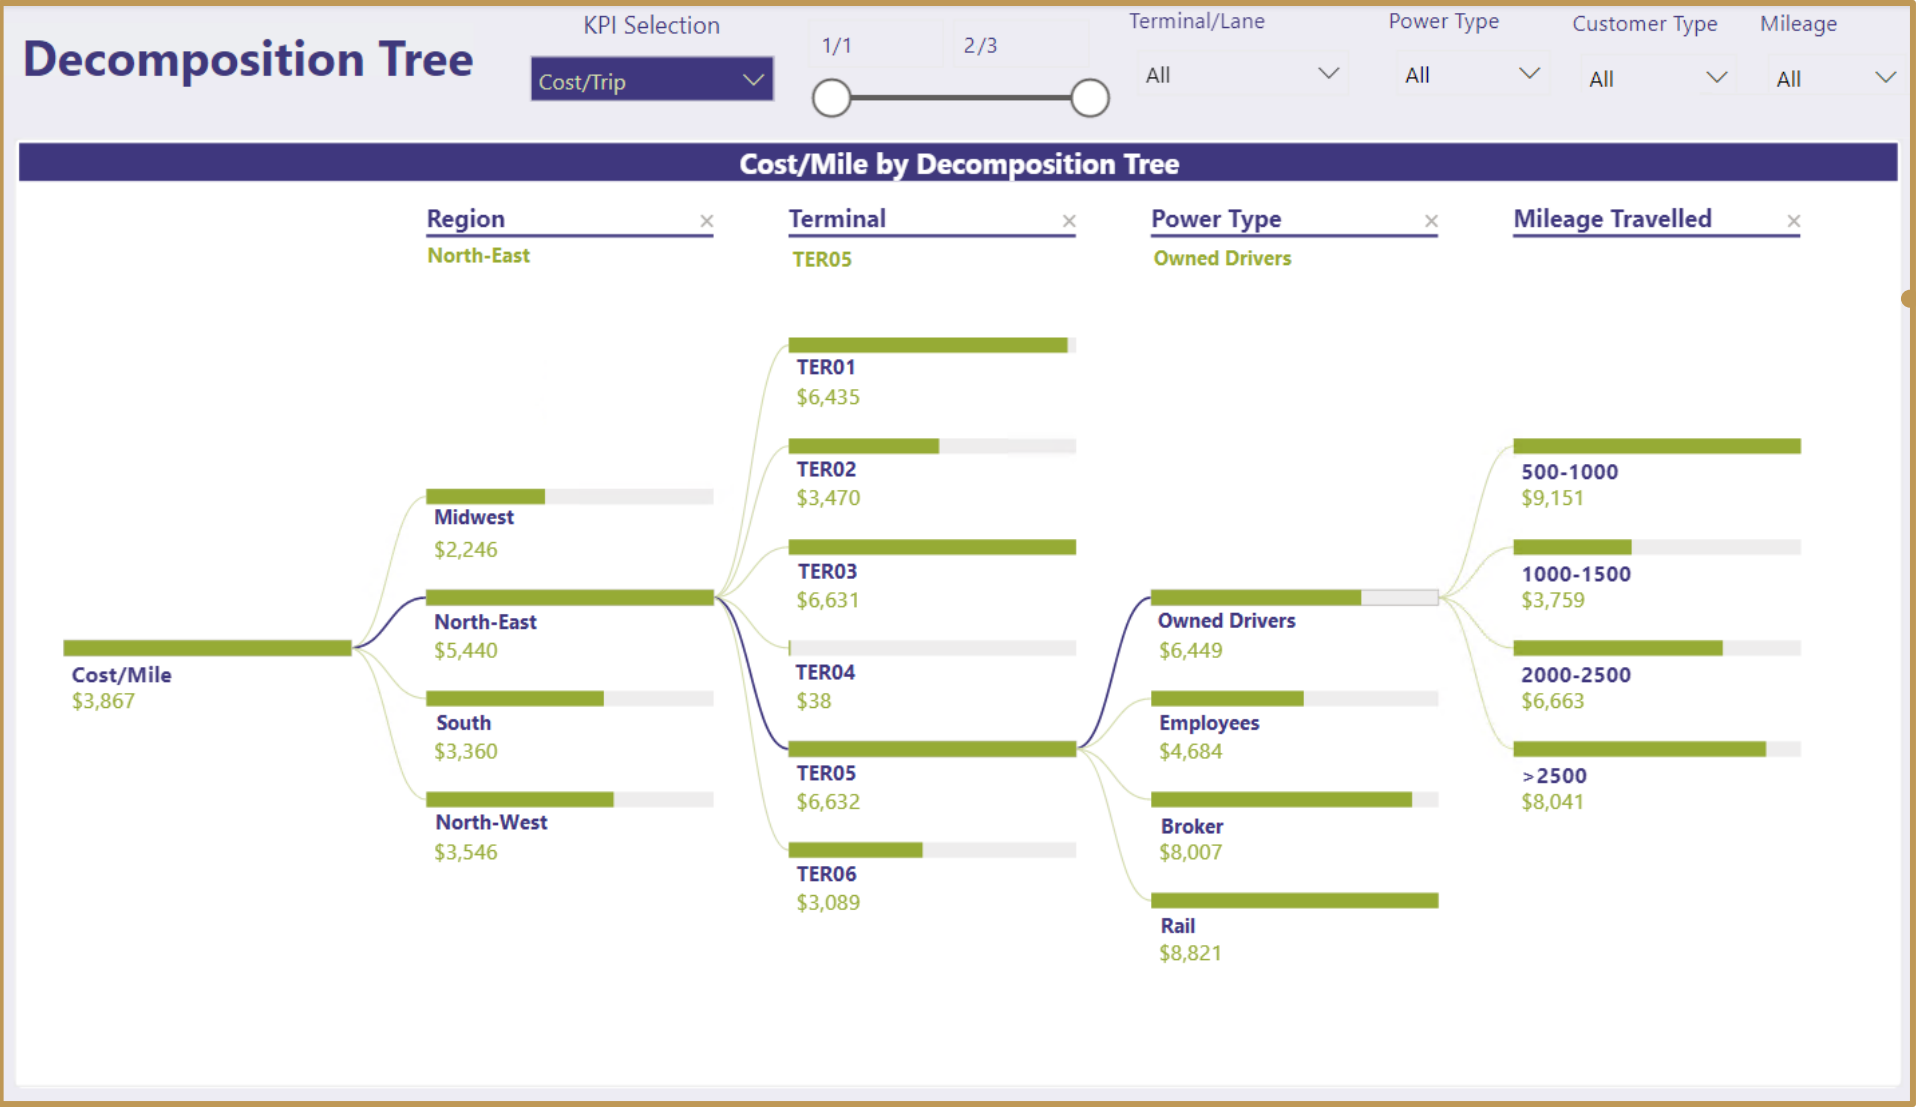 Decomposition Tree
KPI Selection
Cost/Trip
1/1
2/3
Terminal/Lane
All
Power Type
All
Customer Type
All
Mileage
All
Cost/Mile by Decomposition Tree
Region
North-East
Terminal
TER05
Power Type
Owned Drivers
Mileage Travelled
Cost/Mile
$3,867
Midwest
$2,246
North-East
$5,440
South
$3,360
North-West
$3,546
TER01
$6,435
TER02
$3,470
TER03
$6,631
TER04
$38
TER05
$6,632
TER06
$3,089
Owned Drivers
$6,449
Employees
$4,684
Broker
$8,007
Rail
$8,821
500-1000
$9,151
1000-1500
$3,759
2000-2500
$6,663
>2500
$8,041